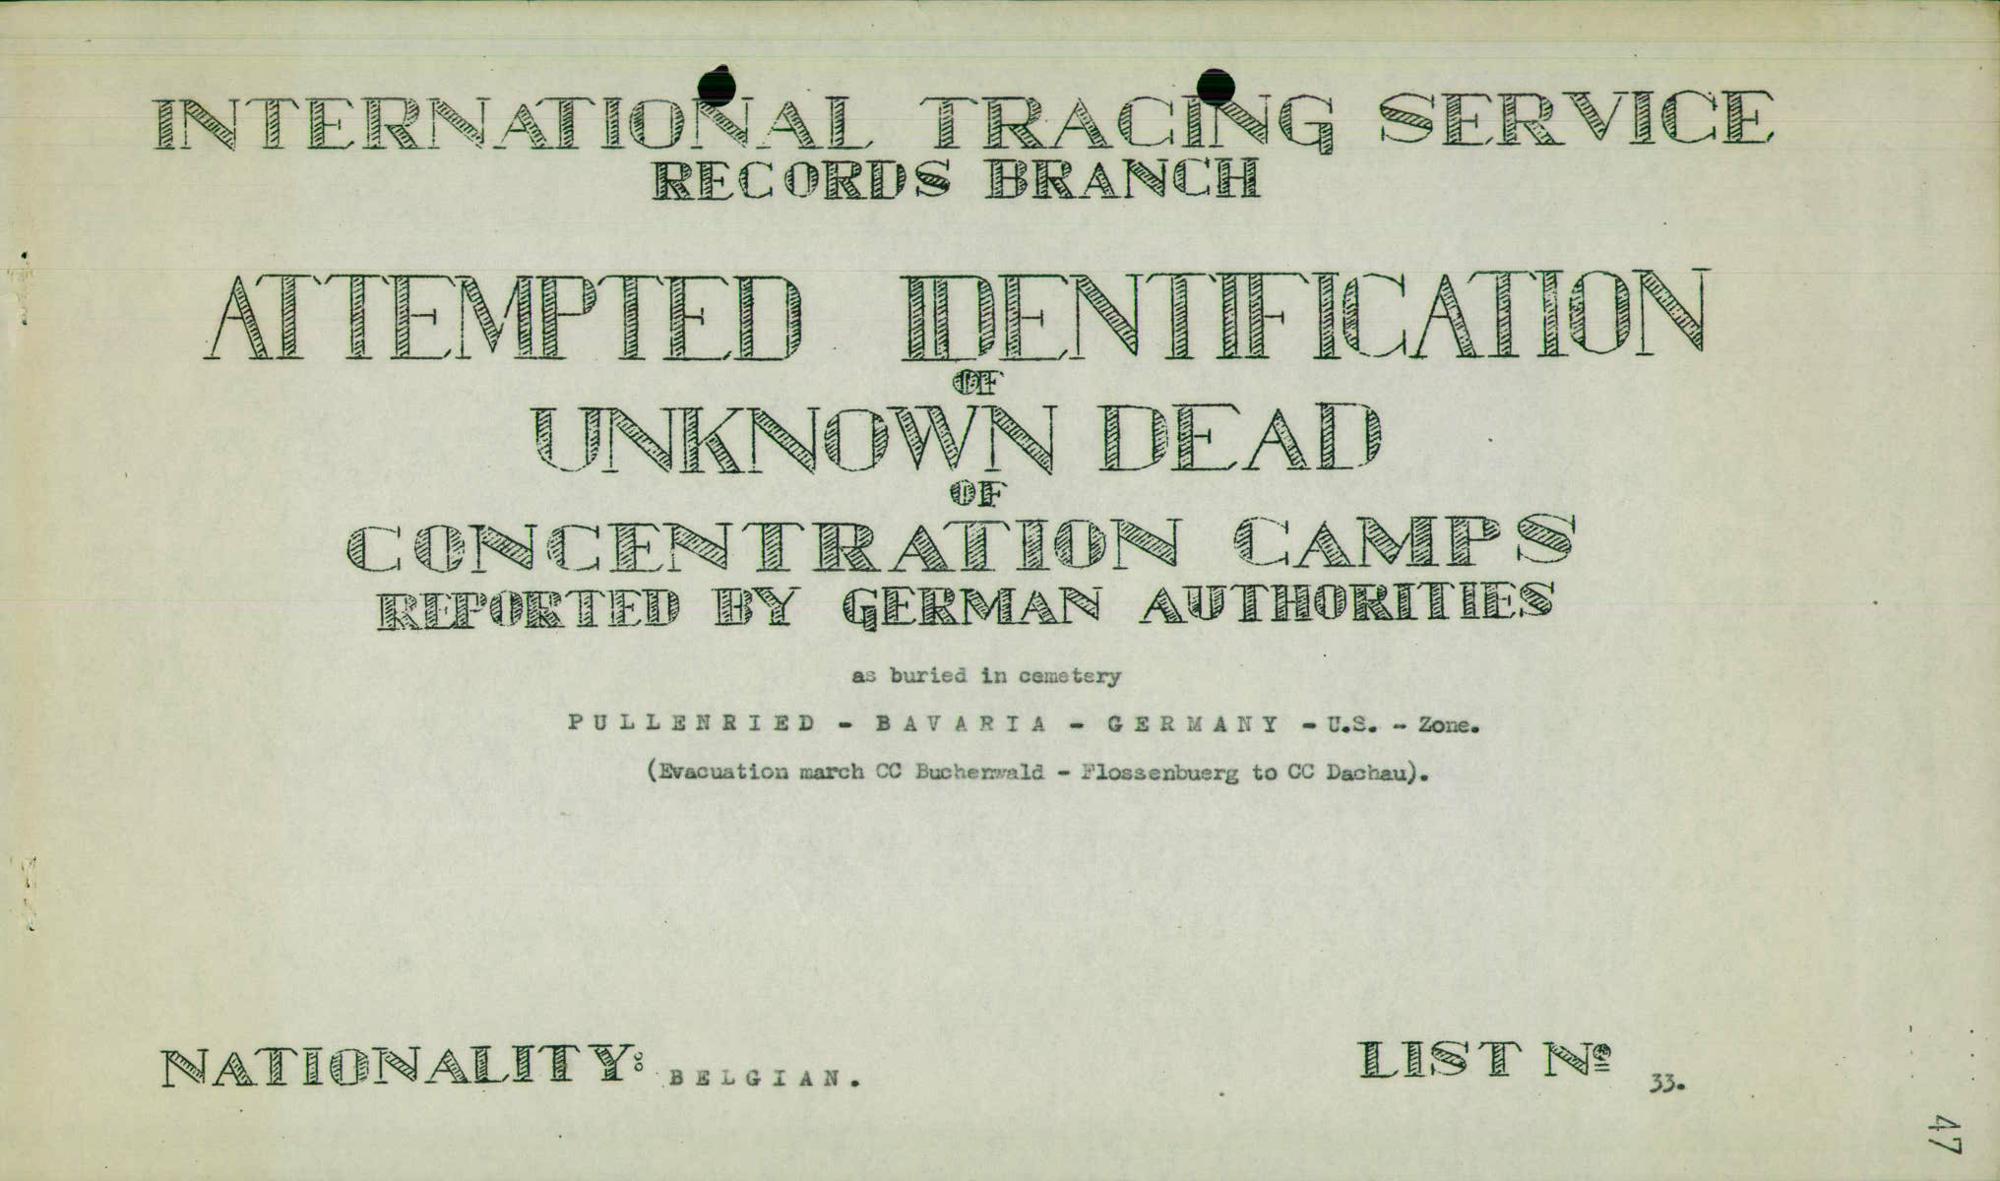 INTERNATIONAL TRACING SERVICE
RECORDS BRANCH
ATTEMPTED IDENTIFICATION
OF
UNKNOWN DEAD
OF
CONCENTRATION CAMPS
REPORTED BY GERMAN AUTHORITIES
as buried in cemetery
PULLENRIED - BAVARIA - GERMANY - U.S. - Zone.
(Evacuation march CC Buchenwald - Flossenbuerg to CC Dachau).
NATIONALITY: BELGIAN.
LIST Nº 33.
47